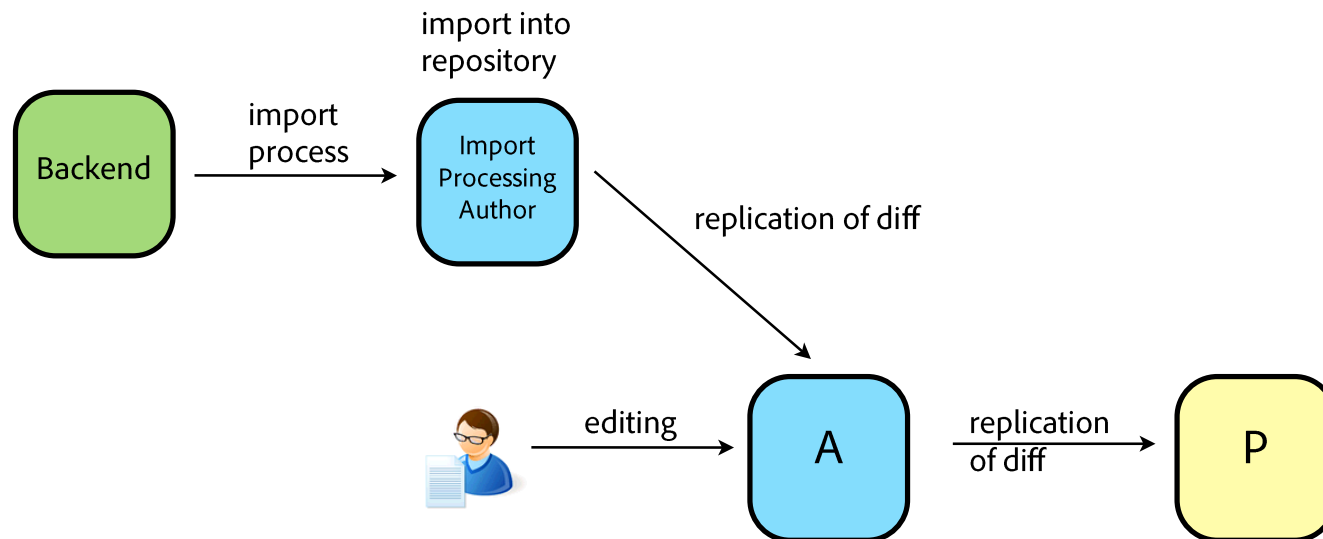 import into
repository
Backend
import
process
Import
Processing
Author
replication of diff
editing
A
replication
of diff
P